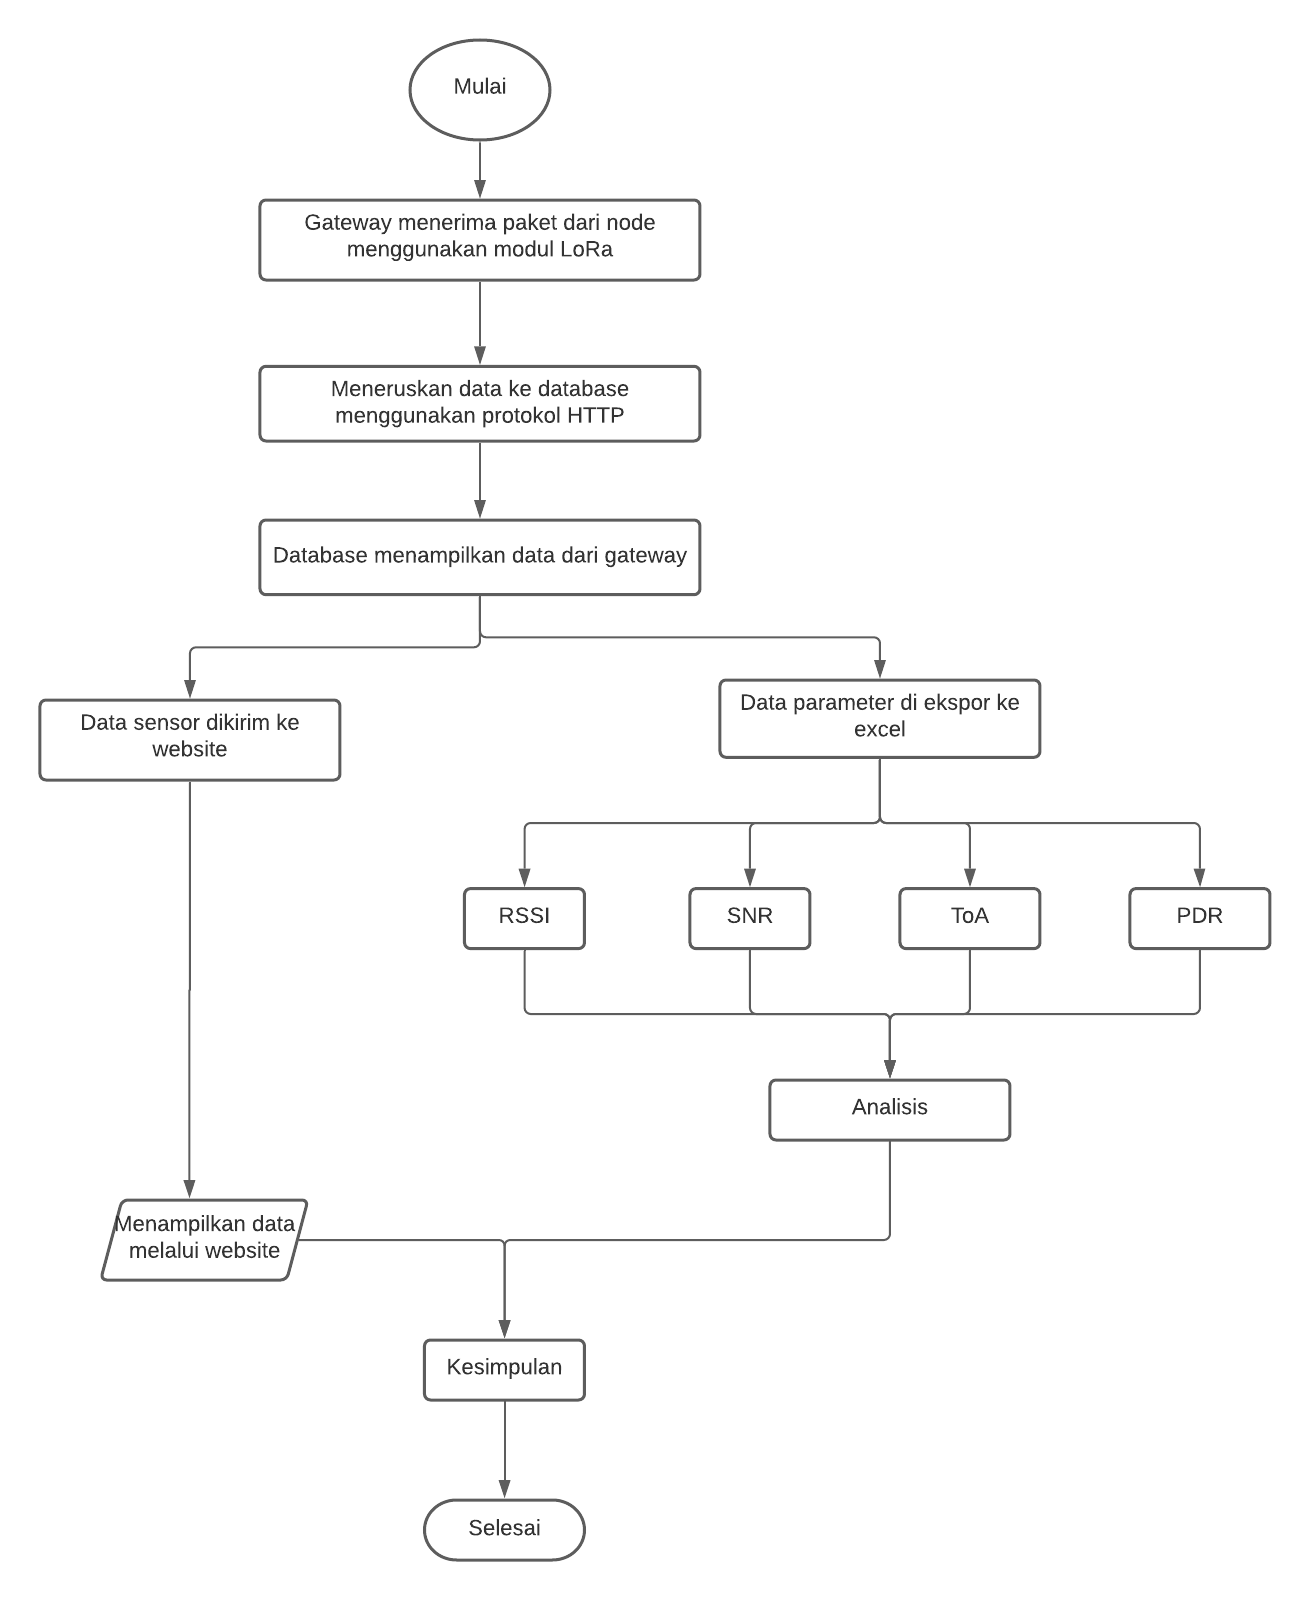 Mulai
Gateway menerima paket dari node
menggunakan modul LoRa
Meneruskan data ke database
menggunakan protokol HTTP
Database menampilkan data dari gateway
Data sensor dikirim ke
website
Data parameter di ekspor ke
excel
RSSI
SNR
ToA
PDR
Analisis
Menampilkan data
melalui website
Kesimpulan
Selesai